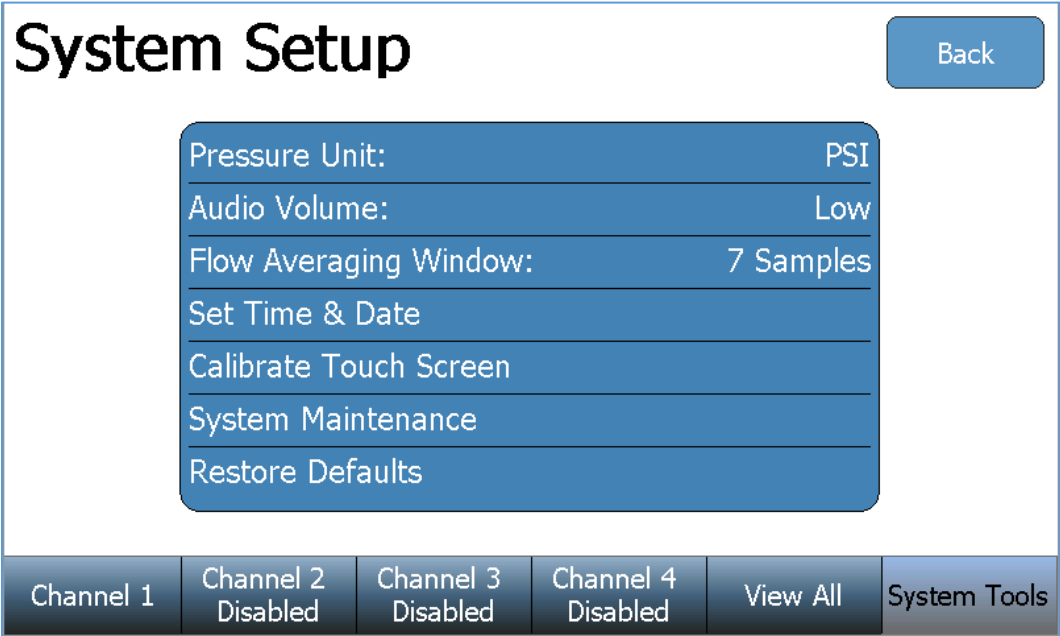 System Setup
Back
Pressure Unit: PSI
Audio Volume: Low
Flow Averaging Window: 7 Samples
Set Time & Date
Calibrate Touch Screen
System Maintenance
Restore Defaults
Channel 1
Channel 2
Disabled
Channel 3
Disabled
Channel 4
Disabled
View All
System Tools